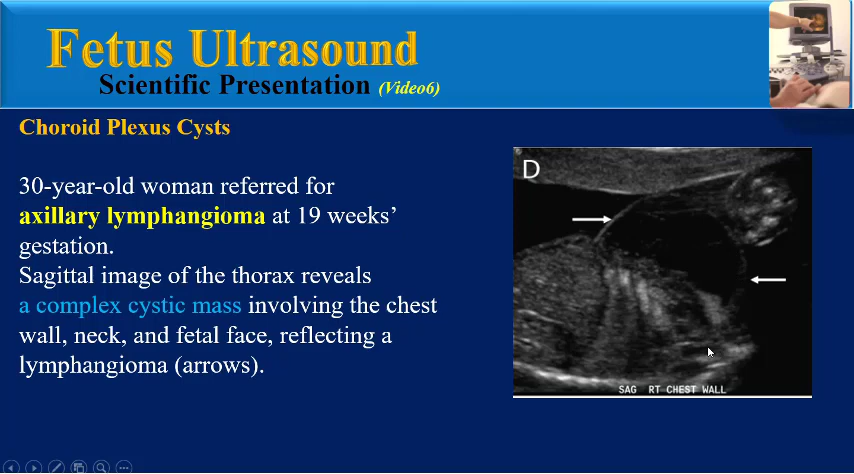 Fetus Ultrasound
Scientific Presentation (Video6)
Choroid Plexus Cysts
30-year-old woman referred for
axillary lymphangioma at 19 weeks’
gestation.
Sagittal image of the thorax reveals
a complex cystic mass involving the chest
wall, neck, and fetal face, reflecting a
lymphangioma (arrows).
D
SAG RT CHEST WALL